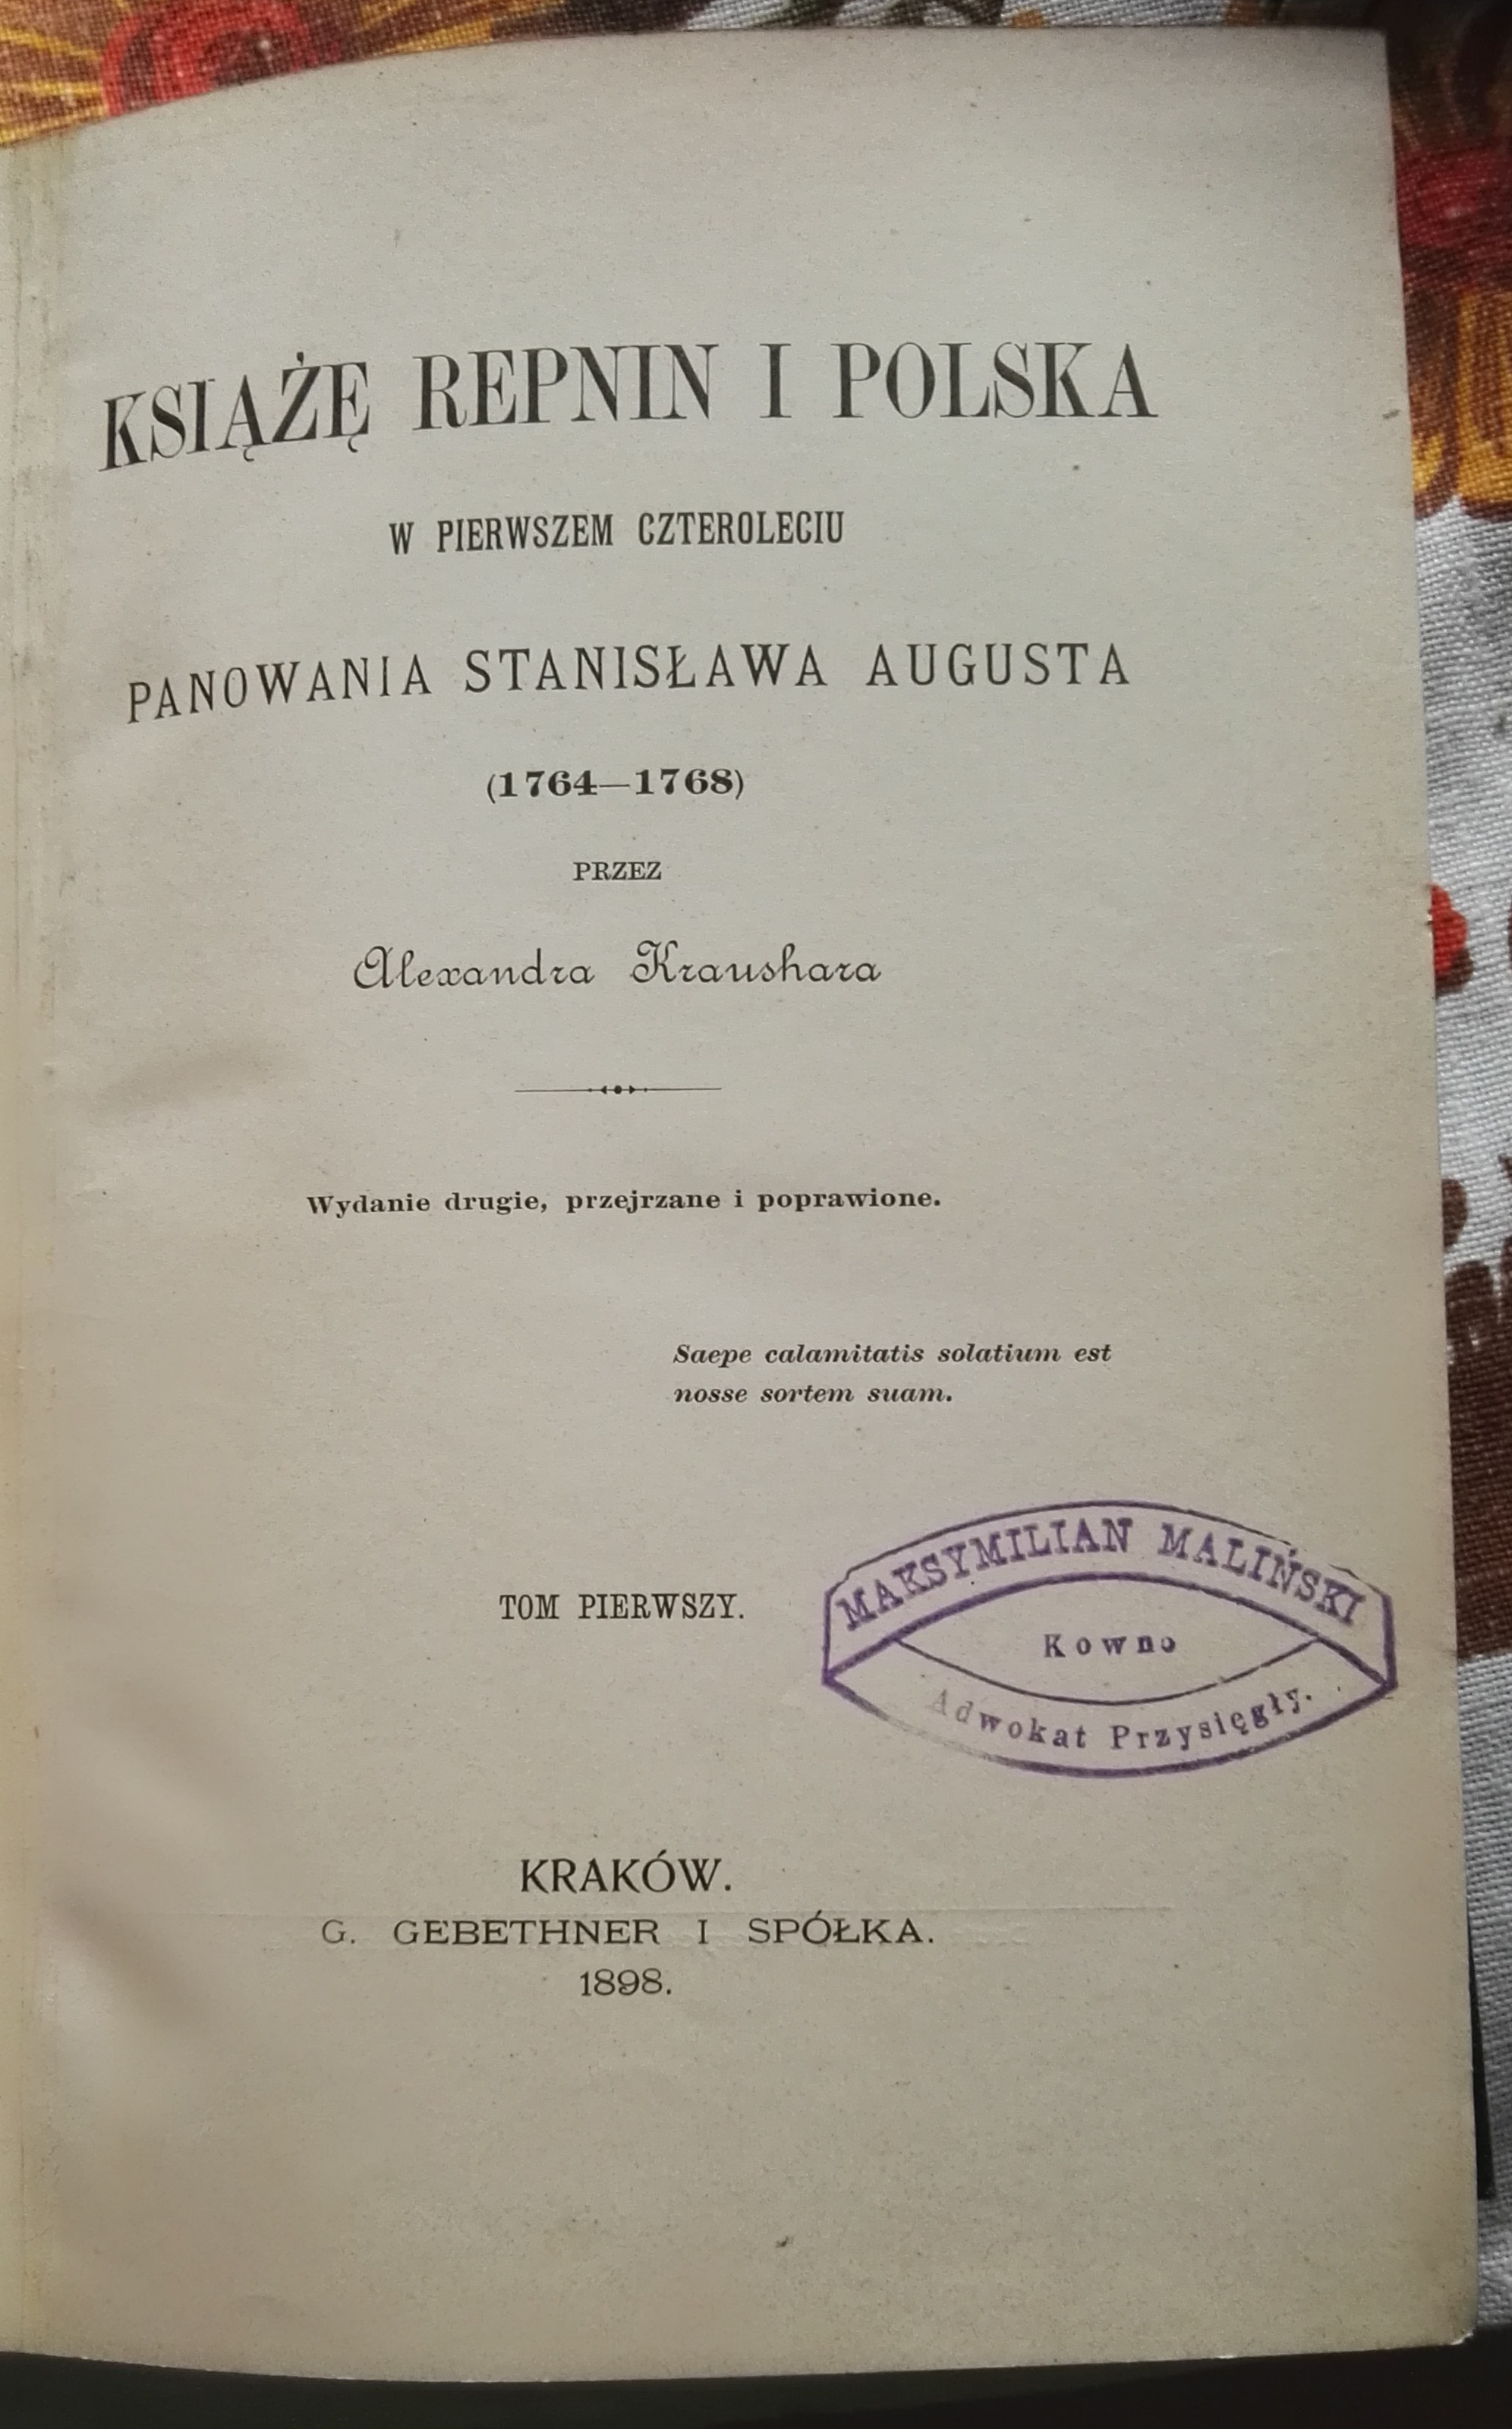 KSIĄŻĘ REPNIN I POLSKA
W PIERWSZEM CZTEROLECIU
PANOWANIA STANISŁAWA AUGUSTA
(1764—1768)
PRZEZ
Alexandra Kraushara
Wydanie drugie, przejrzane i poprawione.
Saepe calamitatis solatium est
nosse sortem suam.
TOM PIERWSZY.
MAKSYMILIAN MALIŃSKI
Kowno
Adwokat Przysięgły.
KRAKÓW.
G. GEBETHNER I SPÓŁKA.
1898.